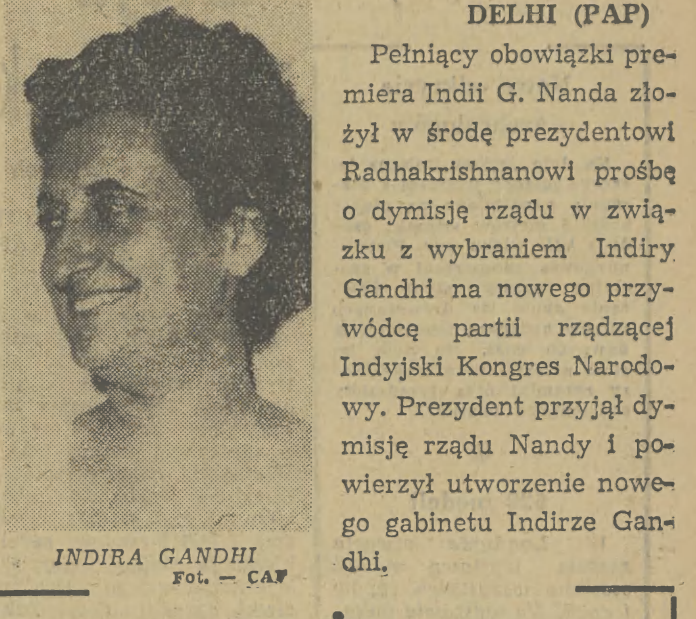 DELHI (PAP)
Pełniący obowiązki pre-
miera Indii G. Nanda zło-
żył w środę prezydentowi
Radhakrishnanowi prośbę
o dymisję rządu w zwią-
zku z wybraniem Indiry
Gandhi na nowego przy-
wódcę partii rządzącej
Indyjski Kongres Narodo-
wy. Prezydent przyjął dy-
misję rządu Nandy i po-
wierzył utworzenie nowe-
go gabinetu Indirze Gan-
dhi.
INDIRA GANDHI
Fot. — CAF